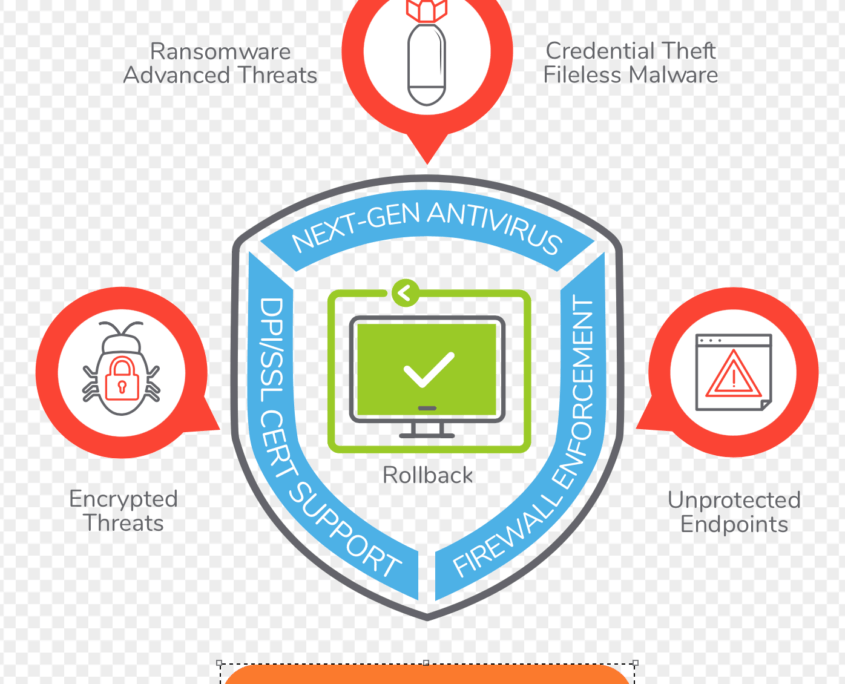 Ransomware
Advanced Threats
Credential Theft
Fileless Malware
NEXT-GEN ANTIVIRUS
DPI/SSL CERT SUPPORT
FIREWALL ENFORCEMENT
Rollback
Encrypted
Threats
Unprotected
Endpoints